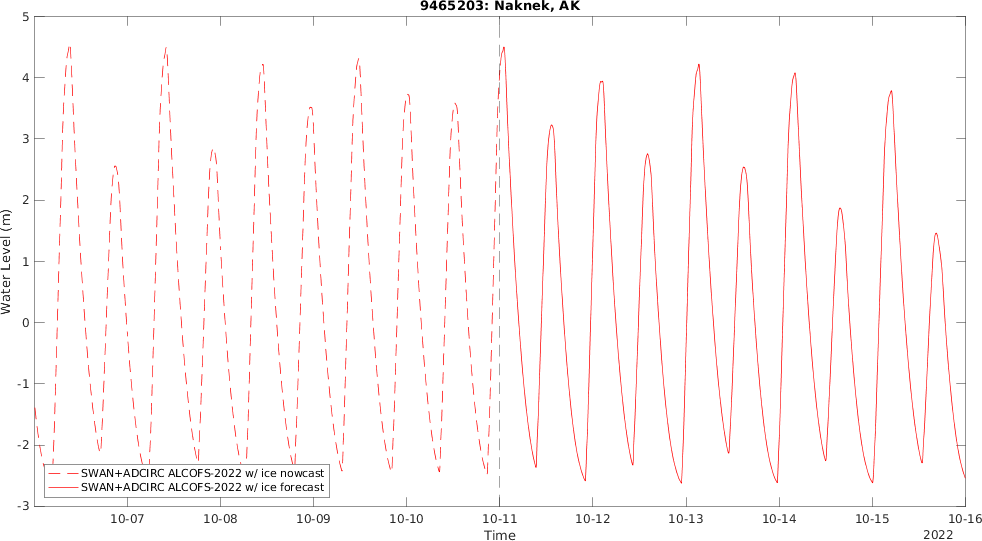 9465203: Naknek, AK
5
4
3
2
1
0
-1
-2
-3
Water Level (m)
SWAN+ADCIRC ALCOFS-2022 w/ ice nowcast
SWAN+ADCIRC ALCOFS-2022 w/ ice forecast
10-07 10-08 10-09 10-10 10-11 10-12 10-13 10-14 10-15 10-16
Time
2022